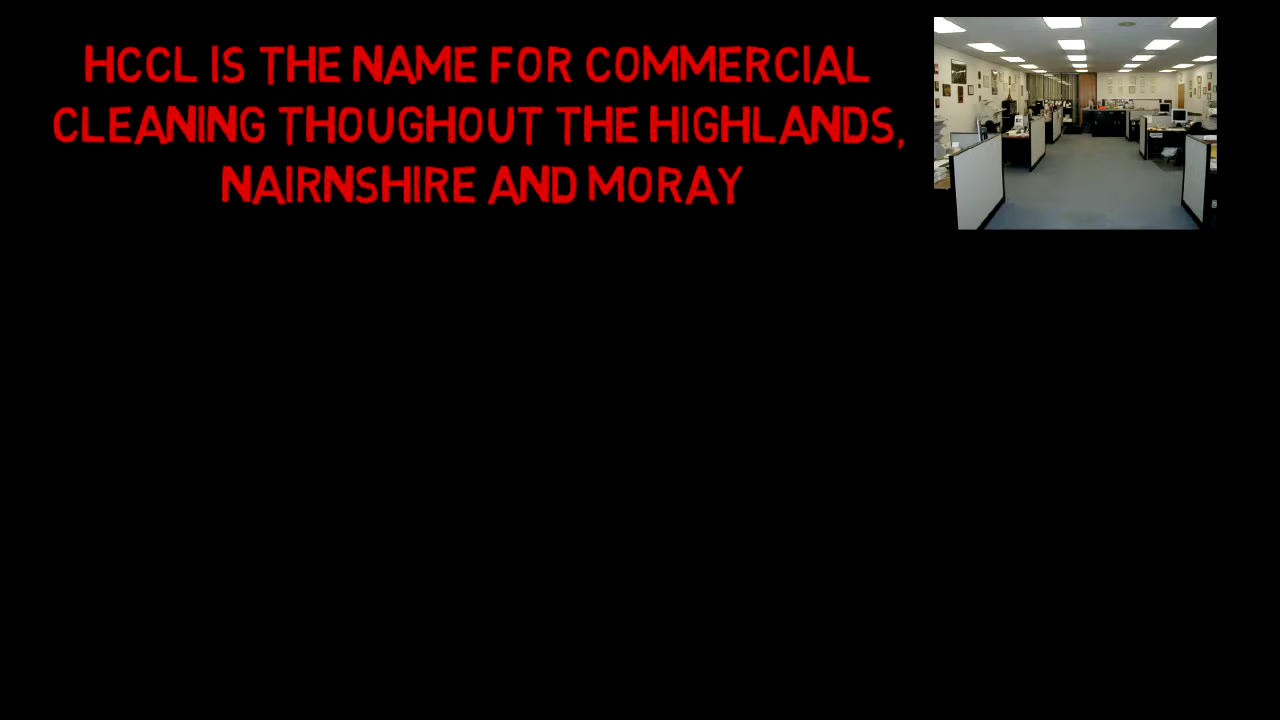 HCCL IS THE NAME FOR COMMERCIAL
CLEANING THOUGHOUT THE HIGHLANDS,
NAIRNSHIRE AND MORAY